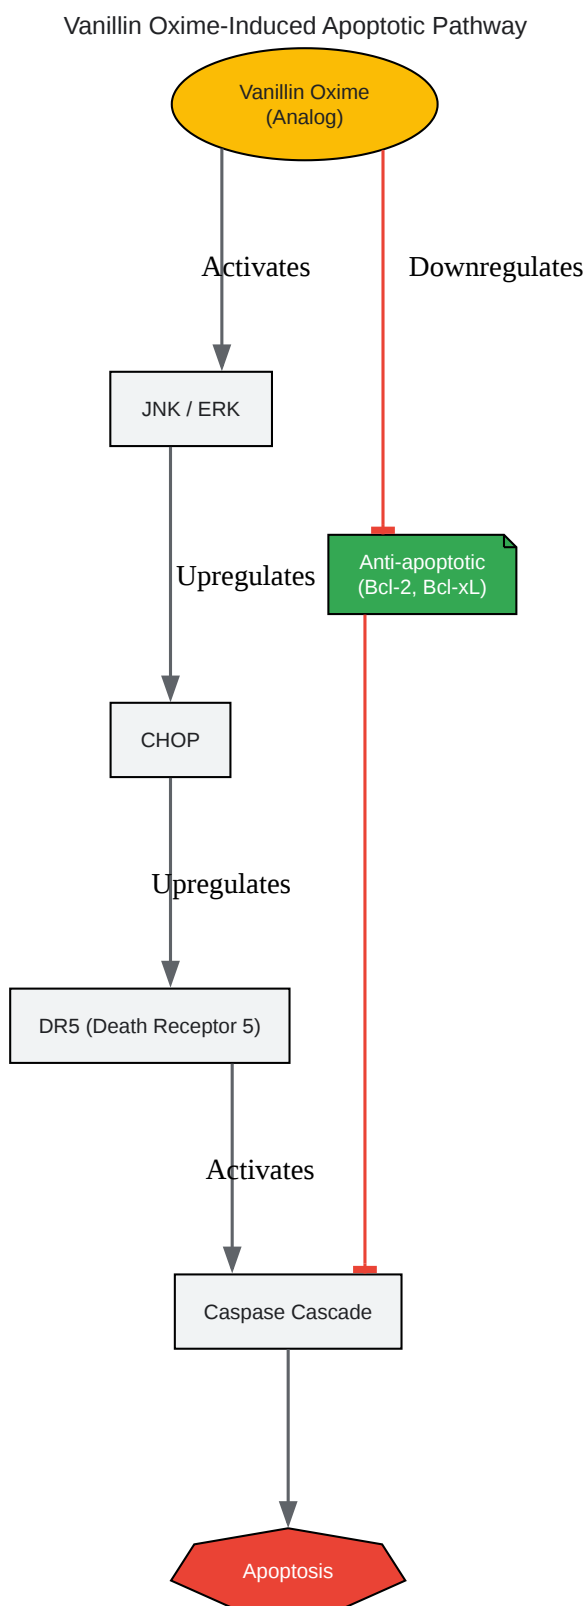 Vanillin Oxime-Induced Apoptotic Pathway
Vanillin Oxime
(Analog)
Activates
Downregulates
JNK / ERK
Anti-apoptotic
(Bcl-2, Bcl-xL)
Upregulates
CHOP
Upregulates
DR5 (Death Receptor 5)
Activates
Caspase Cascade
Apoptosis